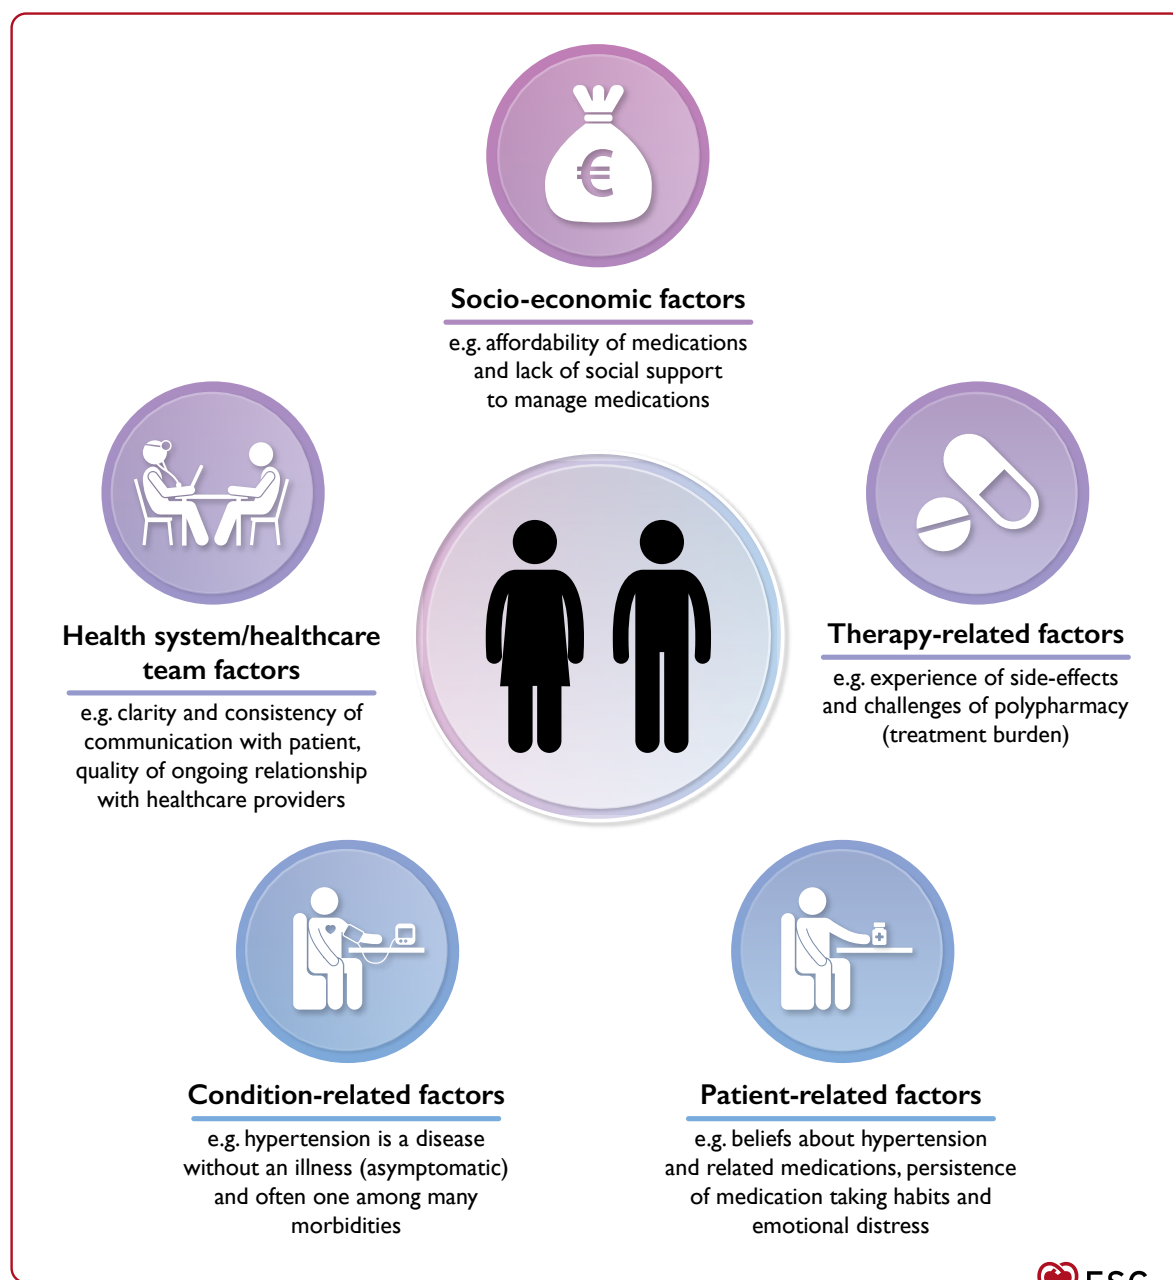 €
Socio-economic factors
e.g. affordability of medications
and lack of social support
to manage medications
Health system/healthcare
team factors
e.g. clarity and consistency of
communication with patient,
quality of ongoing relationship
with healthcare providers
Therapy-related factors
e.g. experience of side-effects
and challenges of polypharmacy
(treatment burden)
Condition-related factors
e.g. hypertension is a disease
without an illness (asymptomatic)
and often one among many
morbidities
Patient-related factors
e.g. beliefs about hypertension
and related medications, persistence
of medication taking habits and
emotional distress
ESC